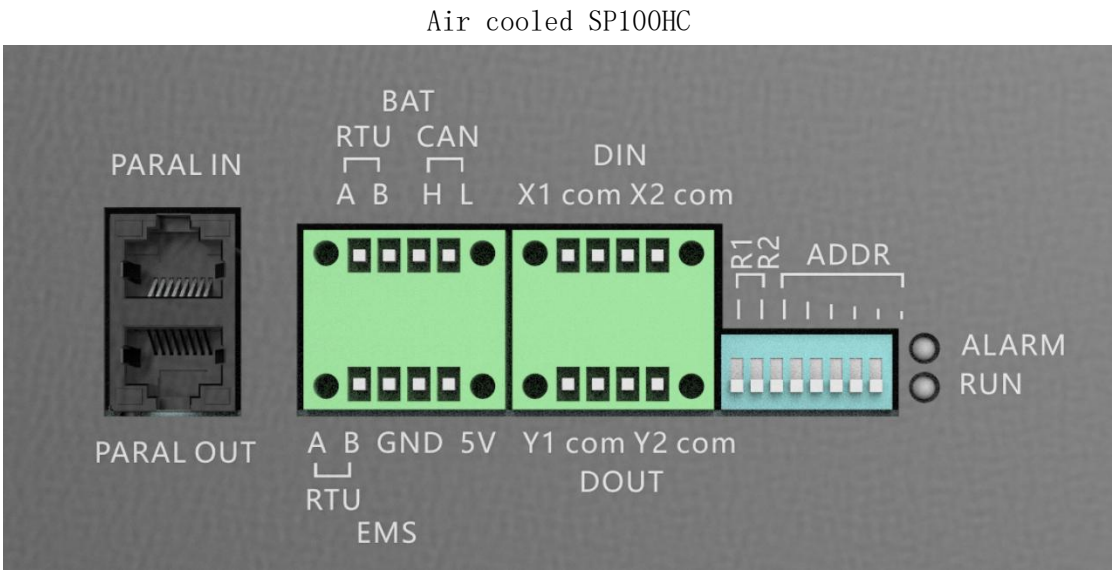 Air cooled SP100HC
BAT
RTU CAN
PARAL IN
DIN
A B H L
X1 com X2 com
R1
R2
ADDR
ALARM
RUN
PARAL OUT
A B GND 5V
Y1 com Y2 com
RTU
DOUT
EMS